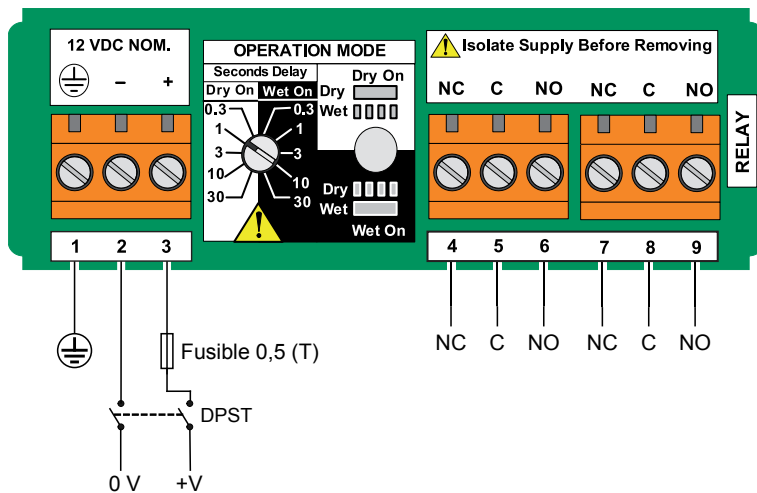 12 VDC NOM.
– +
OPERATION MODE
Seconds Delay
Dry On Wet On
0.3 0.3
1 1
3 3
10 10
30 30
Dry On
Dry
Wet
Dry
Wet
Wet On
Isolate Supply Before Removing
NC C NO NC C NO
RELAY
1 2 3
4 5 6 7 8 9
NC C NO NC C NO
Fusible 0,5 (T)
DPST
0 V +V